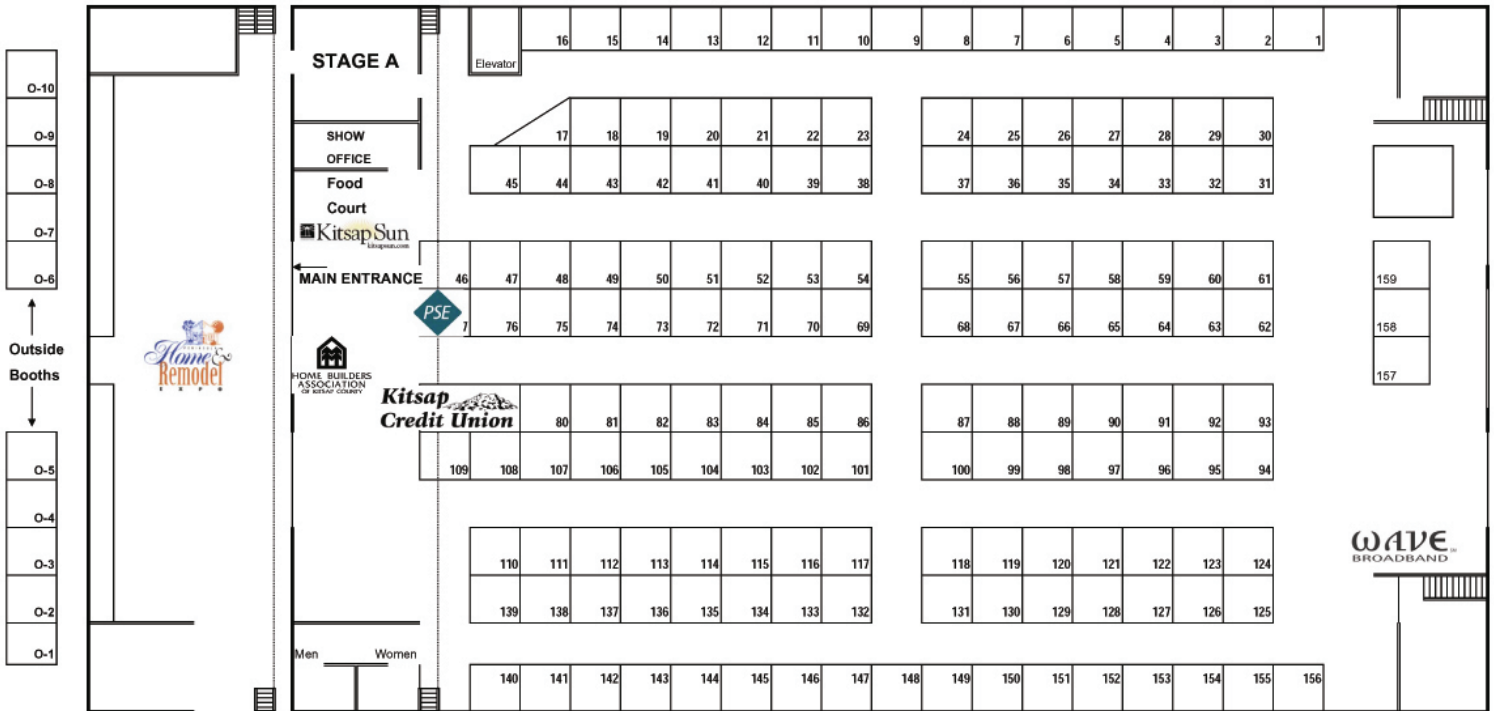 16 15 14 13 12 11 10 9 8 7 6 5 4 3 2 1
STAGE A
Elevator
O-10
17 18 19 20 21 22 23 24 25 26 27 28 29 30
O-9
SHOW
OFFICE
45 44 43 42 41 40 39 38 37 36 35 34 33 32 31
O-8
Food
Court
O-7
Kitsap Sun
kitsapsun.com
O-6
MAIN ENTRANCE
46 47 48 49 50 51 52 53 54 55 56 57 58 59 60 61
159
PSE
7 76 75 74 73 72 71 70 69 68 67 66 65 64 63 62
158
Outside
Booths
Home &
Remodel
EXPO
HOME BUILDERS
ASSOCIATION
OF KITSAP COUNTY
157
Kitsap
Credit Union
80 81 82 83 84 85 86 87 88 89 90 91 92 93
O-5
109 108 107 106 105 104 103 102 101 100 99 98 97 96 95 94
O-4
WAVE
BROADBAND
O-3
110 111 112 113 114 115 116 117 118 119 120 121 122 123 124
O-2
139 138 137 136 135 134 133 132 131 130 129 128 127 126 125
O-1
Men
Women
140 141 142 143 144 145 146 147 148 149 150 151 152 153 154 155 156